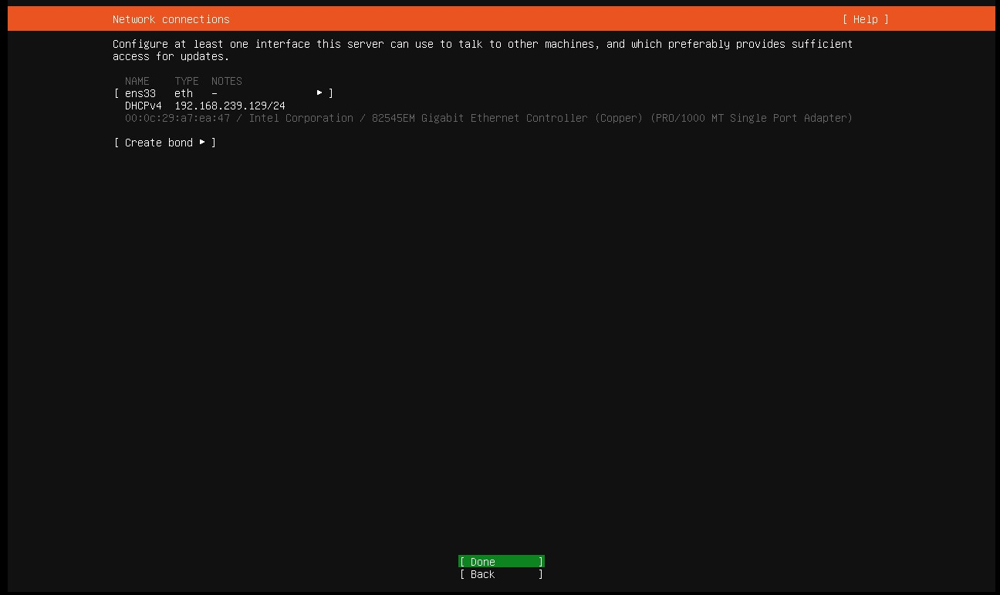 Network connections [ Help ]
Configure at least one interface this server can use to talk to other machines, and which preferably provides sufficient
access for updates.
NAME TYPE NOTES
[ ens33 eth – ▸ ]
DHCPv4 192.168.239.129/24
00:0c:29:a7:ea:47 / Intel Corporation / 82545EM Gigabit Ethernet Controller (Copper) (PRO/1000 MT Single Port Adapter)
[ Create bond ▸ ]
[ Done ]
[ Back ]